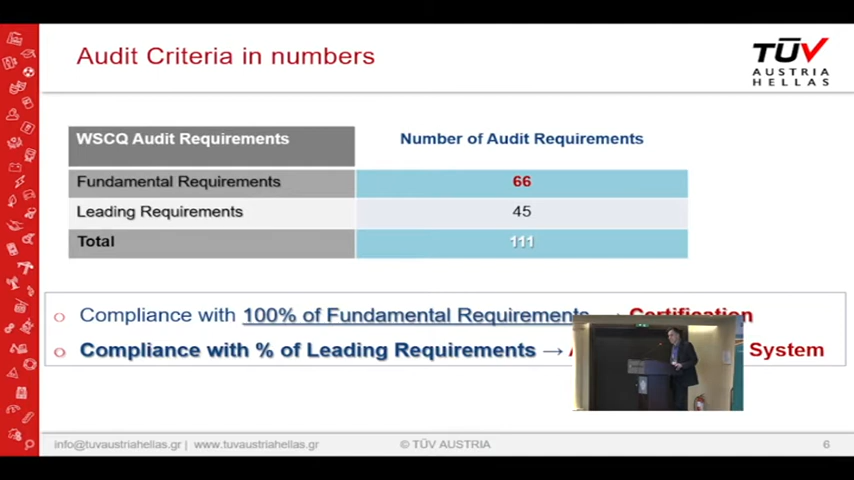 Audit Criteria in numbers
TÜV
AUSTRIA
HELLAS
WSCQ Audit Requirements Number of Audit Requirements
Fundamental Requirements 66
Leading Requirements 45
Total 111
Compliance with 100% of Fundamental Requirements → Certification
Compliance with % of Leading Requirements → System
info@tuvaustriahellas.gr | www.tuvaustriahellas.gr © TÜV AUSTRIA 6